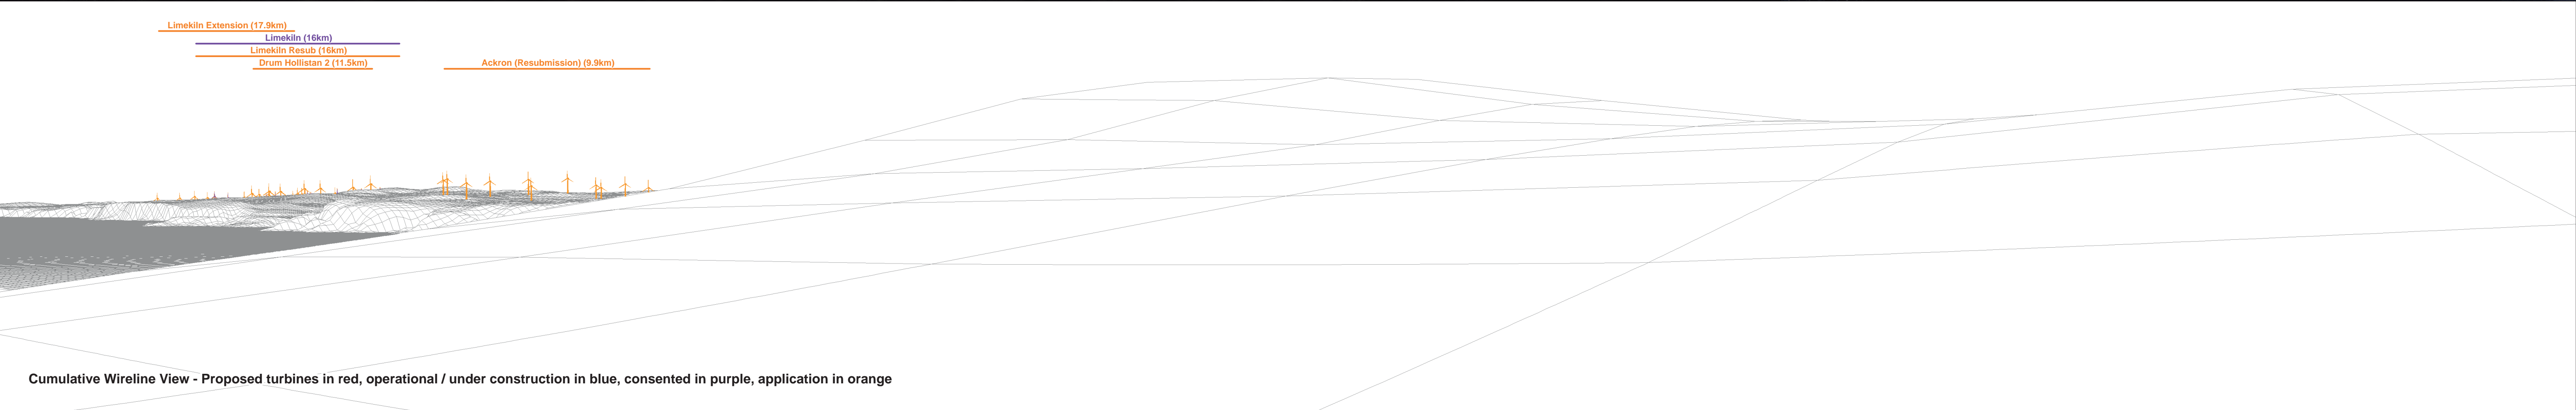 Limekiln Extension (17.9km)
Limekiln (16km)
Limekiln Resub (16km)
Drum Hollistan 2 (11.5km)
Ackron (Resubmission) (9.9km)
Cumulative Wireline View - Proposed turbines in red, operational / under construction in blue, consented in purple, application in orange